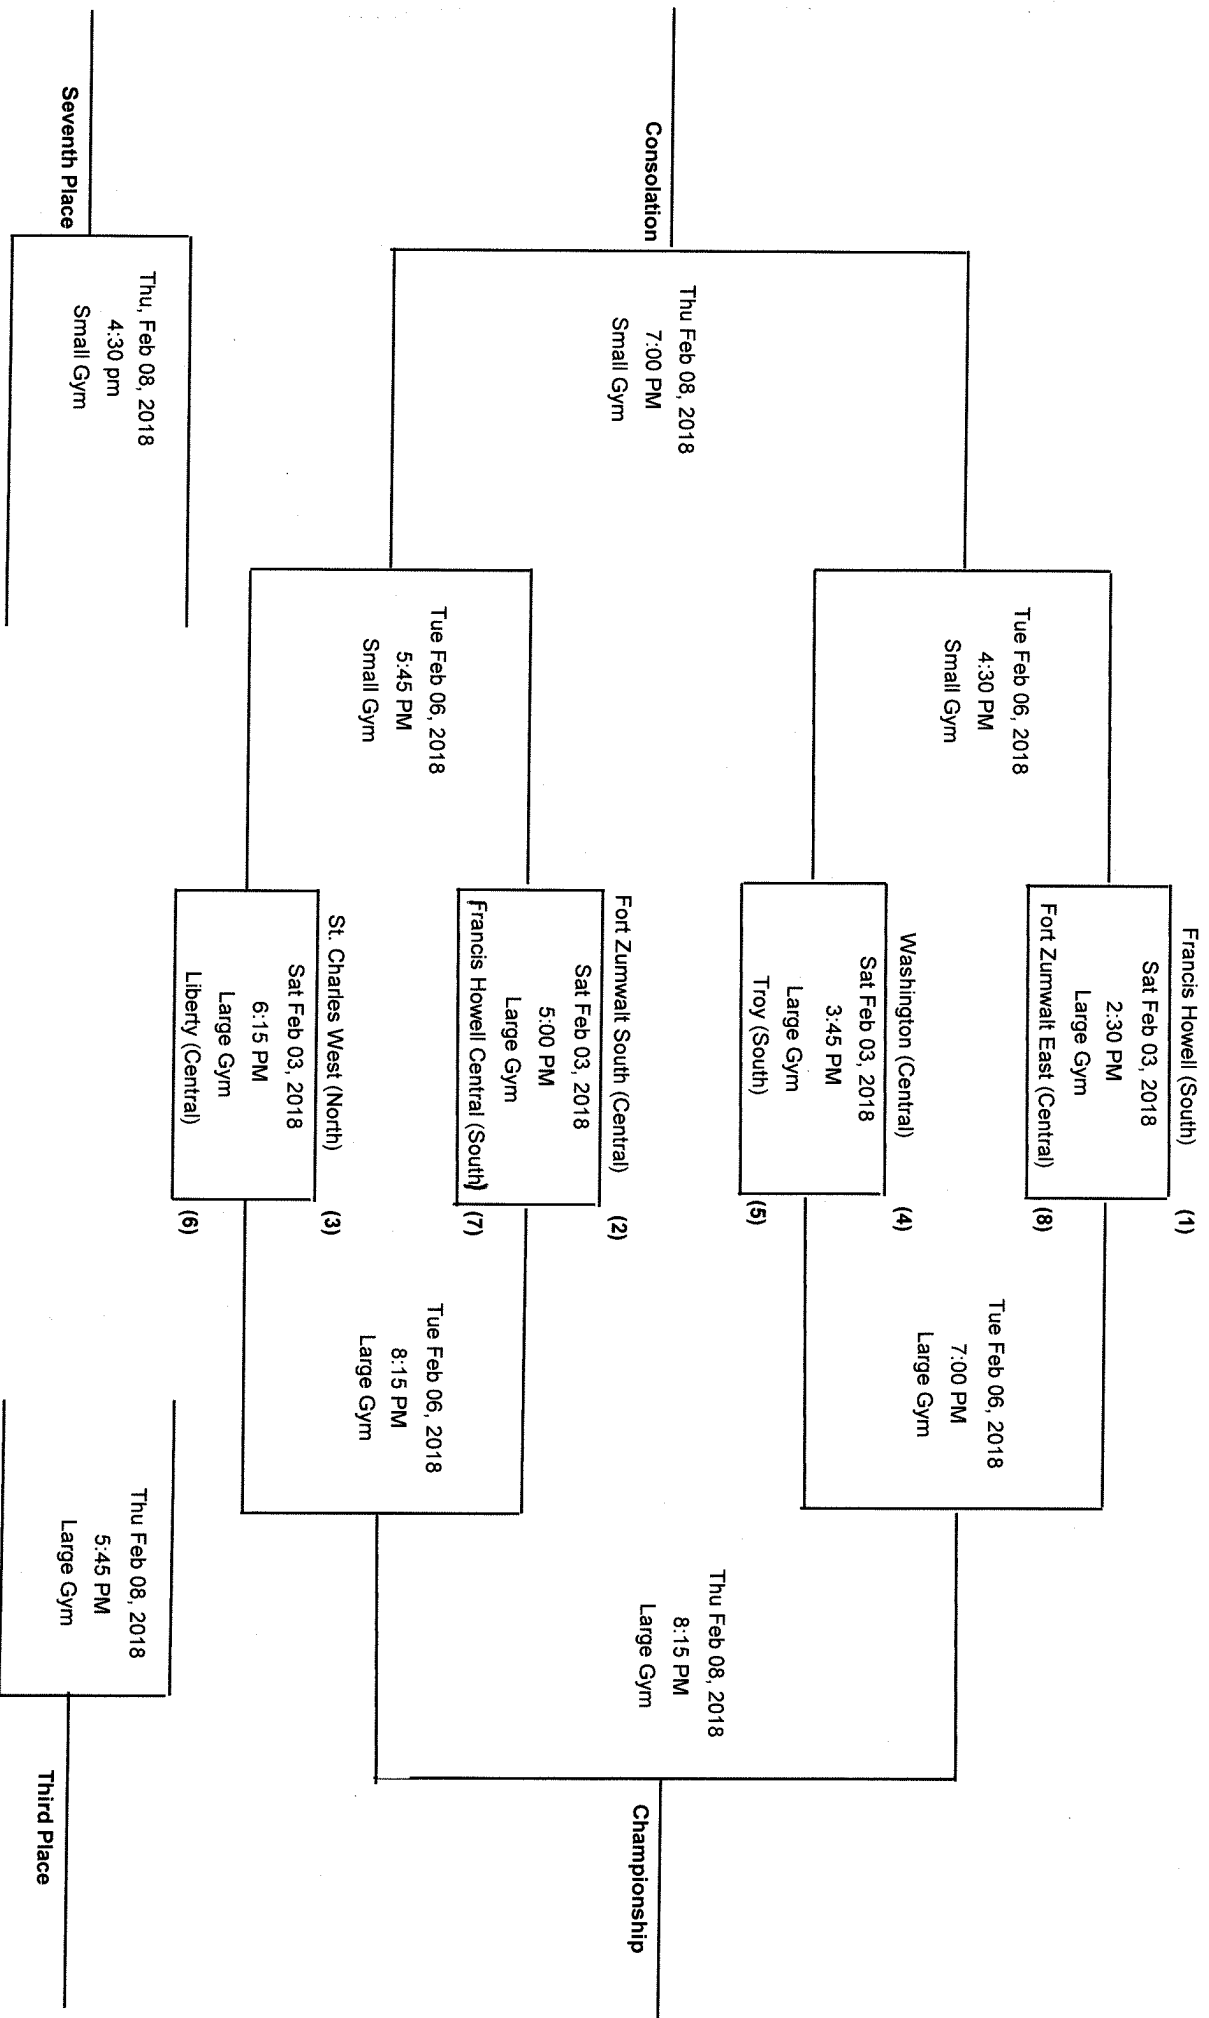 Francis Howell (South)
(1)
Sat Feb 03, 2018
2:30 PM
Large Gym
Fort Zumwalt East (Central)
(8)
Tue Feb 06, 2018
4:30 PM
Small Gym
Tue Feb 06, 2018
7:00 PM
Large Gym
Washington (Central)
(4)
Sat Feb 03, 2018
3:45 PM
Large Gym
Troy (South)
(5)
Thu Feb 08, 2018
7:00 PM
Small Gym
Consolation
Thu Feb 08, 2018
8:15 PM
Large Gym
Championship
Fort Zumwalt South (Central)
(2)
Sat Feb 03, 2018
5:00 PM
Large Gym
Francis Howell Central (South)
(7)
Tue Feb 06, 2018
5:45 PM
Small Gym
Tue Feb 06, 2018
8:15 PM
Large Gym
St. Charles West (North)
(3)
Sat Feb 03, 2018
6:15 PM
Large Gym
Liberty (Central)
(6)
Thu, Feb 08, 2018
4:30 pm
Small Gym
Seventh Place
Thu Feb 08, 2018
5:45 PM
Large Gym
Third Place